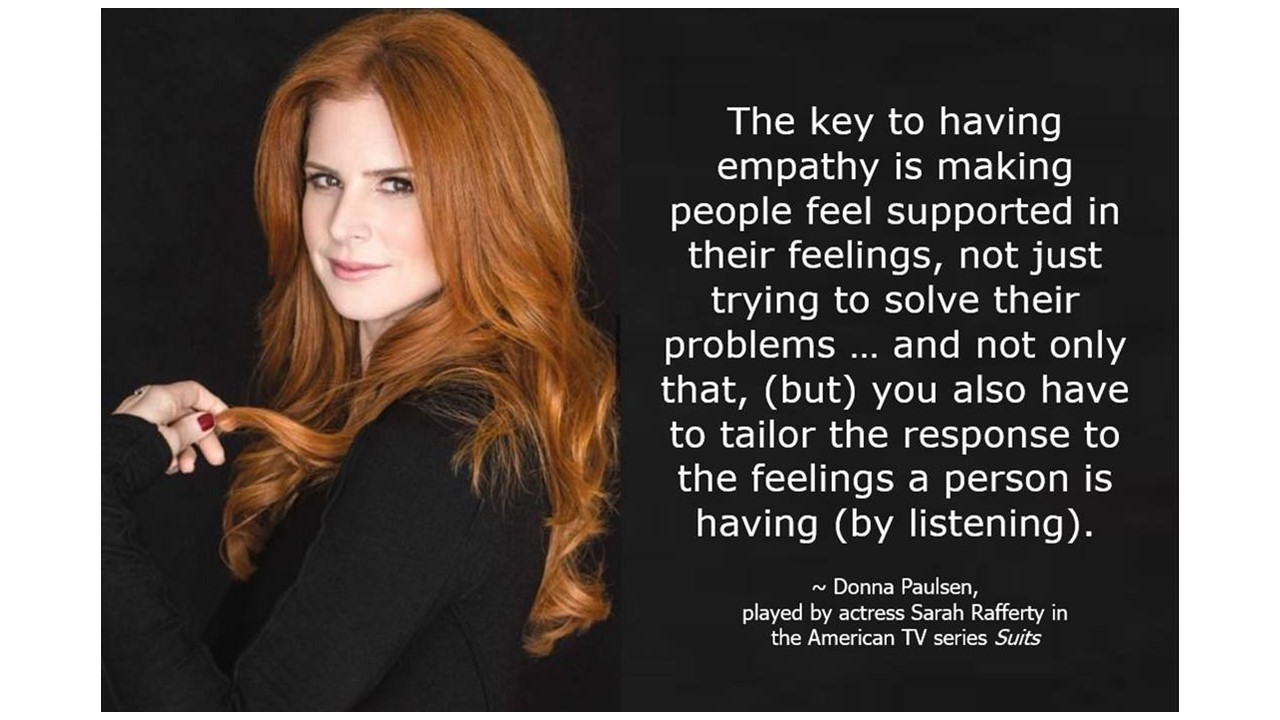 The key to having
empathy is making
people feel supported in
their feelings, not just
trying to solve their
problems ... and not only
that, (but) you also have
to tailor the response to
the feelings a person is
having (by listening).
~ Donna Paulsen,
played by actress Sarah Rafferty in
the American TV series Suits